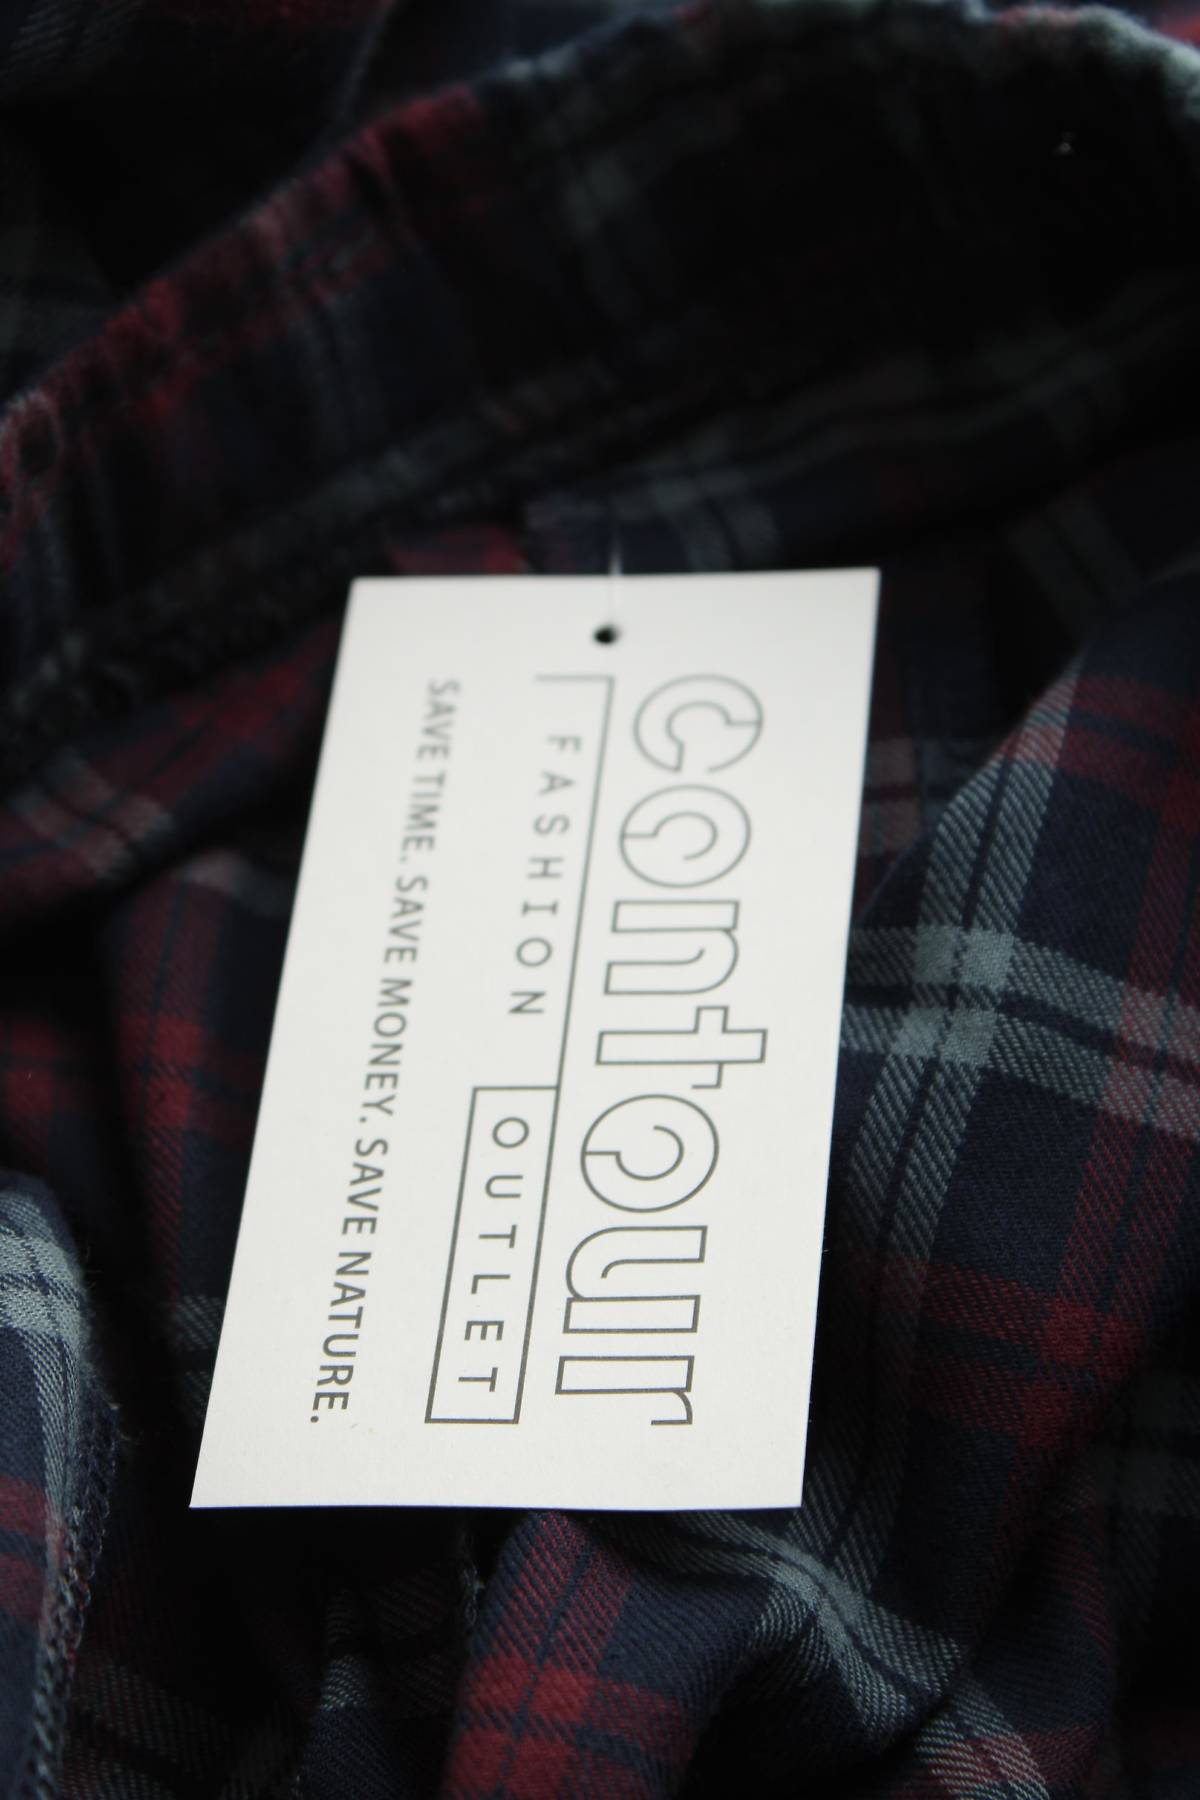 contour
FASHION OUTLET
SAVE TIME. SAVE MONEY. SAVE NATURE.